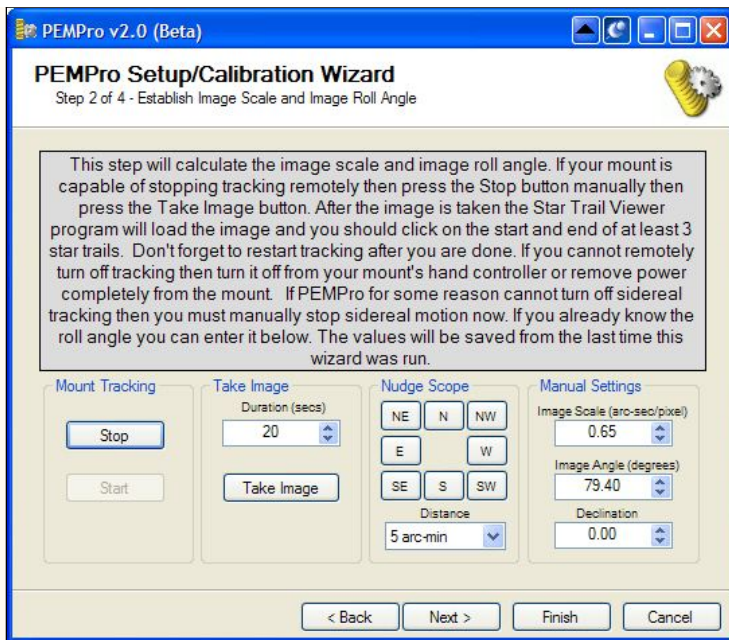 PEMPro v2.0 (Beta)
PEMPro Setup/Calibration Wizard
Step 2 of 4 - Establish Image Scale and Image Roll Angle
This step will calculate the image scale and image roll angle. If your mount is
capable of stopping tracking remotely then press the Stop button manually then
press the Take Image button. After the image is taken the Star Trail Viewer
program will load the image and you should click on the start and end of at least 3
star trails. Don't forget to restart tracking after you are done. If you cannot remotely
turn off tracking then turn it off from your mount's hand controller or remove power
completely from the mount. If PEMPro for some reason cannot turn off sidereal
tracking then you must manually stop sidereal motion now. If you already know the
roll angle you can enter it below. The values will be saved from the last time this
wizard was run.
Mount Tracking
Stop
Start
Take Image
Duration (secs)
20
Take Image
Nudge Scope
NE N NW
E W
SE S SW
Distance
5 arc-min
Manual Settings
Image Scale (arc-sec/pixel)
0.65
Image Angle (degrees)
79.40
Declination
0.00
< Back Next > Finish Cancel